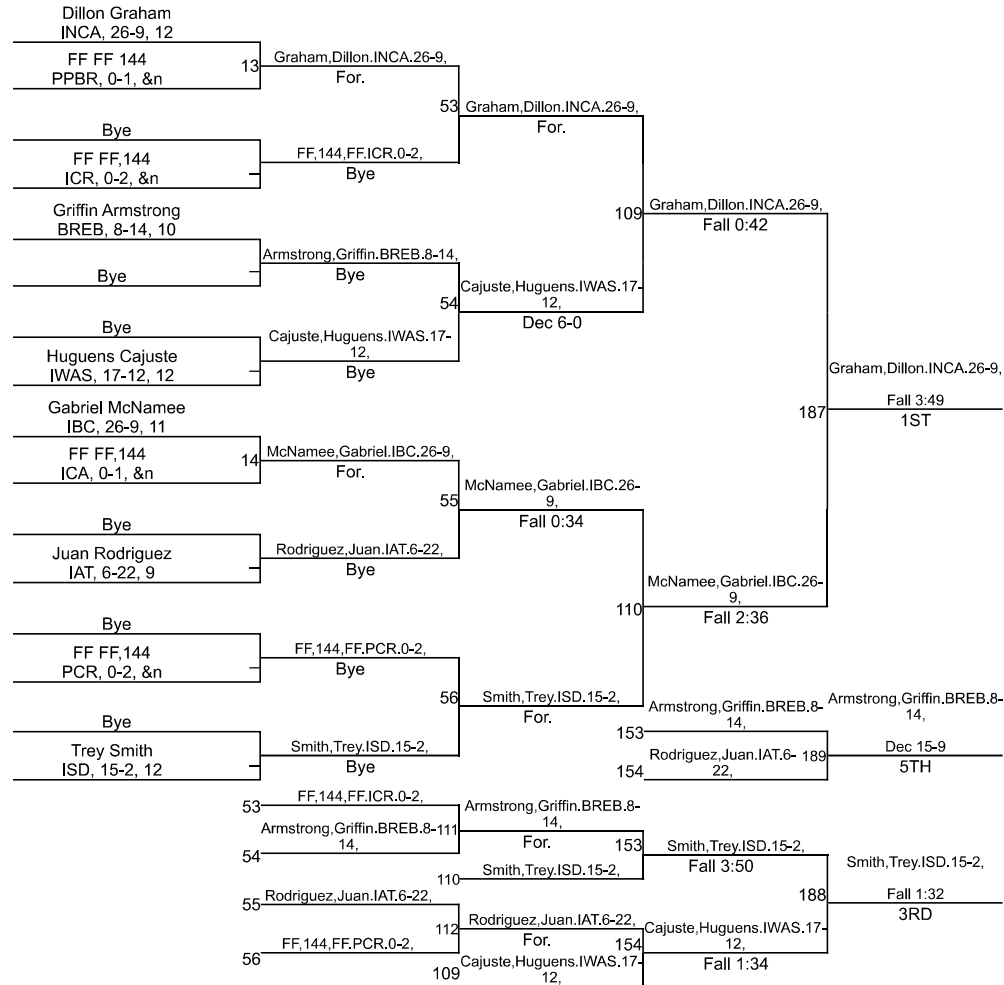 Dillon Graham
INCA, 26-9, 12
FF FF 144
PPBR, 0-1, &n
Bye
FF FF,144
ICR, 0-2, &n
Griffin Armstrong
BREB, 8-14, 10
Bye
Bye
Huguens Cajuste
IWAS, 17-12, 12
Gabriel McNamee
IBC, 26-9, 11
FF FF,144
ICA, 0-1, &n
Bye
Juan Rodriguez
IAT, 6-22, 9
Bye
FF FF,144
PCR, 0-2, &n
Bye
Trey Smith
ISD, 15-2, 12
13
Graham,Dillon.INCA.26-9,
For.
FF,144,FF.ICR.0-2,
Bye
Armstrong,Griffin.BREB.8-14,
Bye
Cajuste,Huguens.IWAS.17-
12,
Bye
14
McNamee,Gabriel.IBC.26-9,
For.
Rodriguez,Juan.IAT.6-22,
Bye
FF,144,FF.PCR.0-2,
Bye
Smith,Trey.ISD.15-2,
Bye
53
Graham,Dillon.INCA.26-9,
For.
54
Cajuste,Huguens.IWAS.17-
12,
Dec 6-0
55
McNamee,Gabriel.IBC.26-
9,
Fall 0:34
56
Smith,Trey.ISD.15-2,
For.
109
Graham,Dillon.INCA.26-9,
Fall 0:42
110
McNamee,Gabriel.IBC.26-
9,
Fall 2:36
187
Graham,Dillon.INCA.26-9,
Fall 3:49
1ST
153
Armstrong,Griffin.BREB.8-
14,
154
Rodriguez,Juan.IAT.6-
22,
189
Armstrong,Griffin.BREB.8-
14,
Dec 15-9
5TH
53
FF,144,FF.ICR.0-2,
54
Armstrong,Griffin.BREB.8-
14,
111
Armstrong,Griffin.BREB.8-
14,
For.
110
Smith,Trey.ISD.15-2,
153
Smith,Trey.ISD.15-2,
Fall 3:50
55
Rodriguez,Juan.IAT.6-22,
56
FF,144,FF.PCR.0-2,
112
Rodriguez,Juan.IAT.6-22,
For.
109
Cajuste,Huguens.IWAS.17-
12,
154
Cajuste,Huguens.IWAS.17-
12,
Fall 1:34
188
Smith,Trey.ISD.15-2,
Fall 1:32
3RD